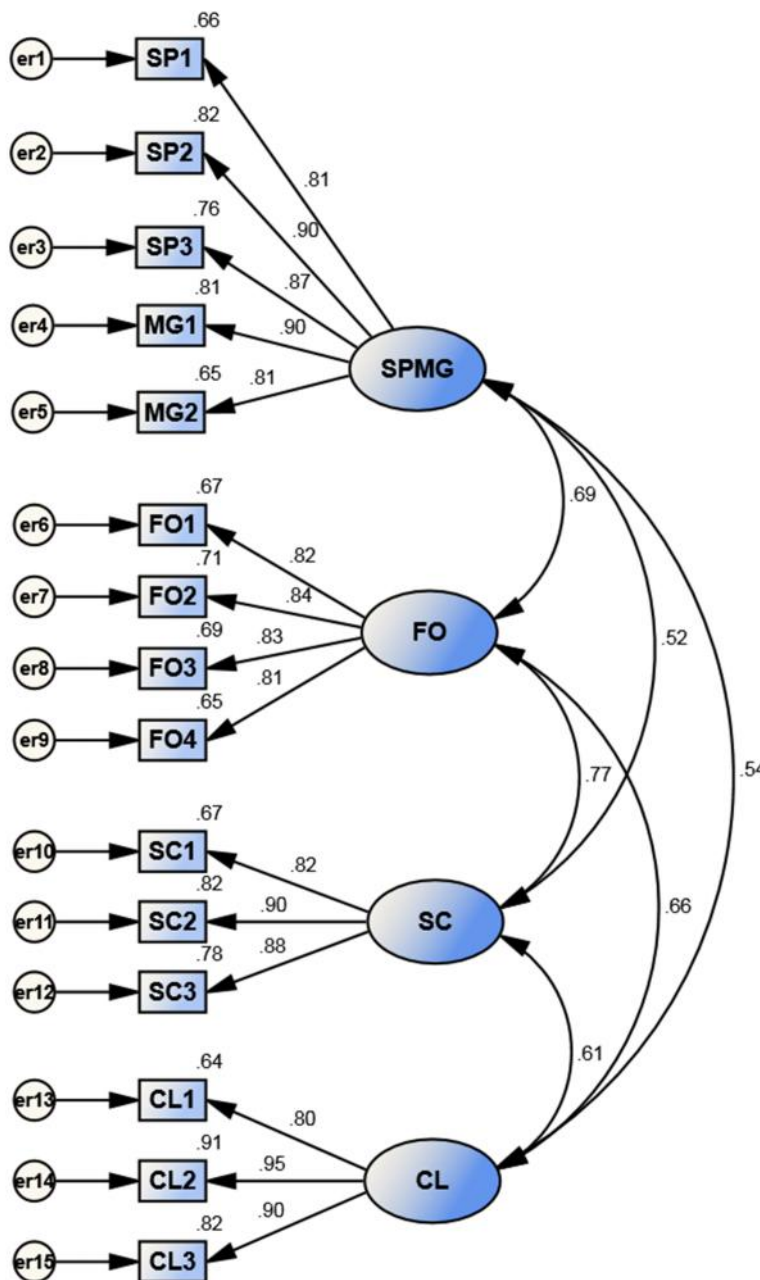 .66
er1 SP1
.82
er2 SP2
.81
.76
.90
er3 SP3
.87
.81
er4 MG1
.90
SPMG
.65
.81
er5 MG2
.69
.67
er6 FO1
.82
.71
er7 FO2
.84
FO
.69
.83
.52
er8 FO3
.81
.65
er9 FO4
.77
.54
.67
er10 SC1
.82
.82
.90
er11 SC2
SC
.66
.78
.88
er12 SC3
.61
.64
er13 CL1
.80
.91
.95
er14 CL2
CL
.82
.90
er15 CL3